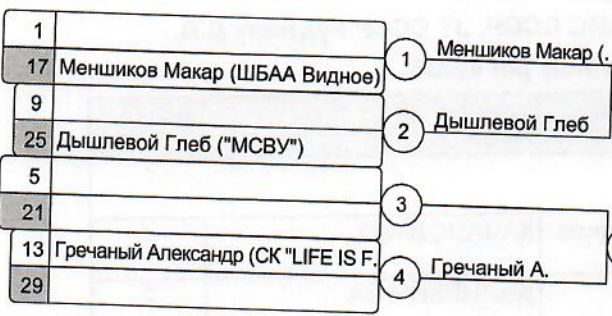 1
17 Меншиков Макар (ШБАА Видное)
1 Меншиков Макар (.
9
25 Дышлевой Глеб ("МСВУ")
2 Дышлевой Глеб
5
21
3
13 Гречаный Александр (СК "LIFE IS F.
29
4 Гречаный А.